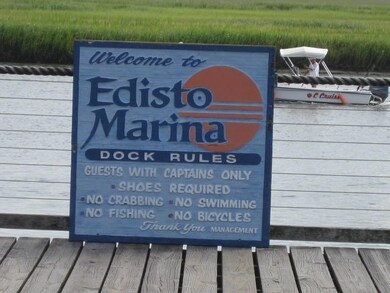 Welcome to
Edisto
Marina
DOCK RULES
GUESTS WITH CAPTAINS ONLY
• SHOES REQUIRED
• NO CRABBING • NO SWIMMING
NO FISHING • NO BICYCLES
Thank You MANAGEMENT